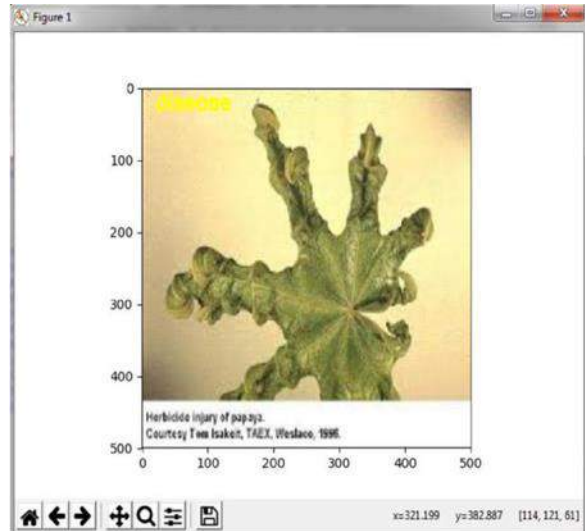 Figure 1
disease
0
100
200
300
400
500
0 100 200 300 400 500
Herbicide injury of papaya.
Courtesy Tom Isakeit, TAEX, Weslaco, 1996.
x=321.199 y=382.887 [114, 121, 61]